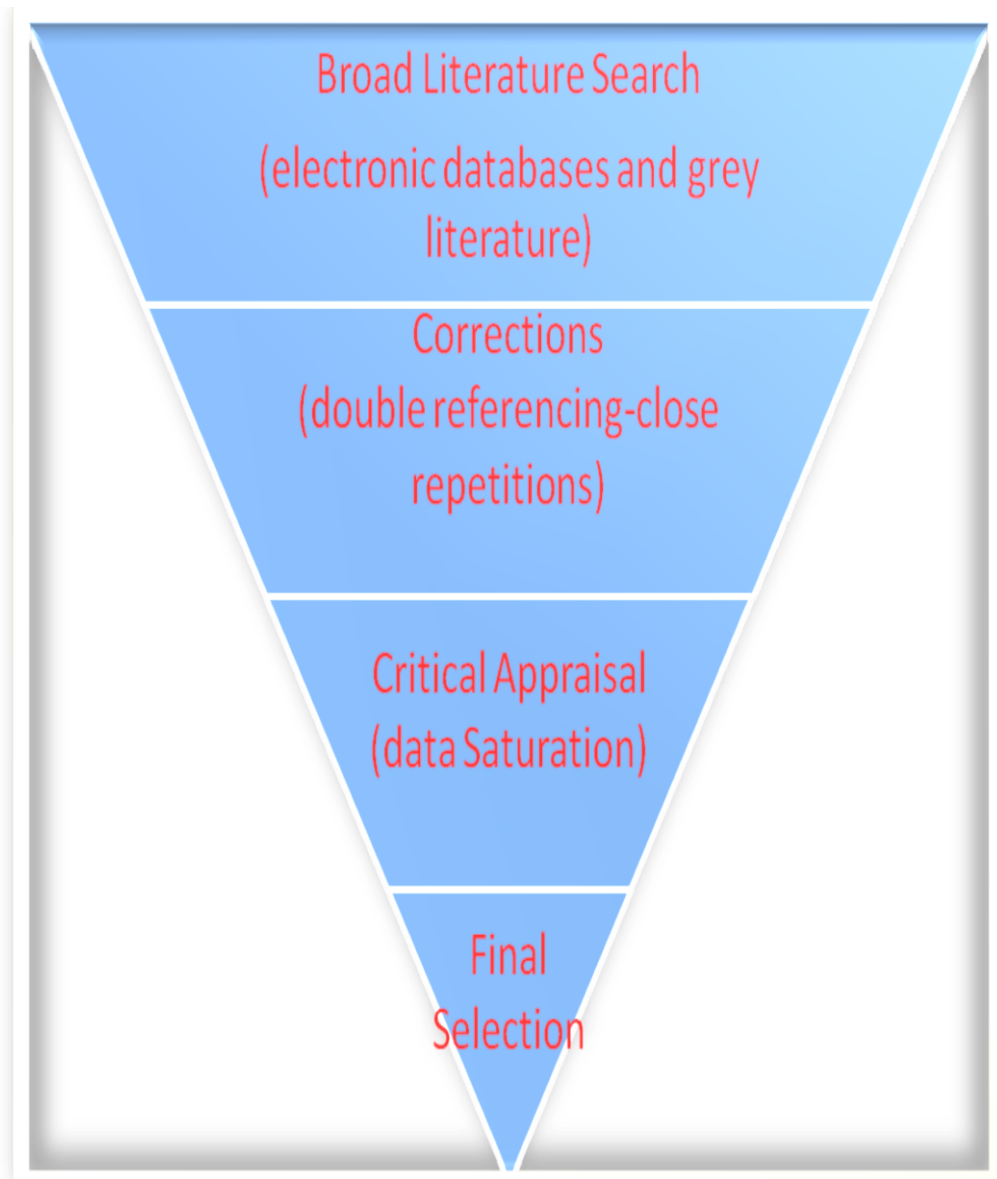 Broad Literature Search
(electronic databases and grey
literature)
Corrections
(double referencing-close
repetitions)
Critical Appraisal
(data Saturation)
Final
Selection